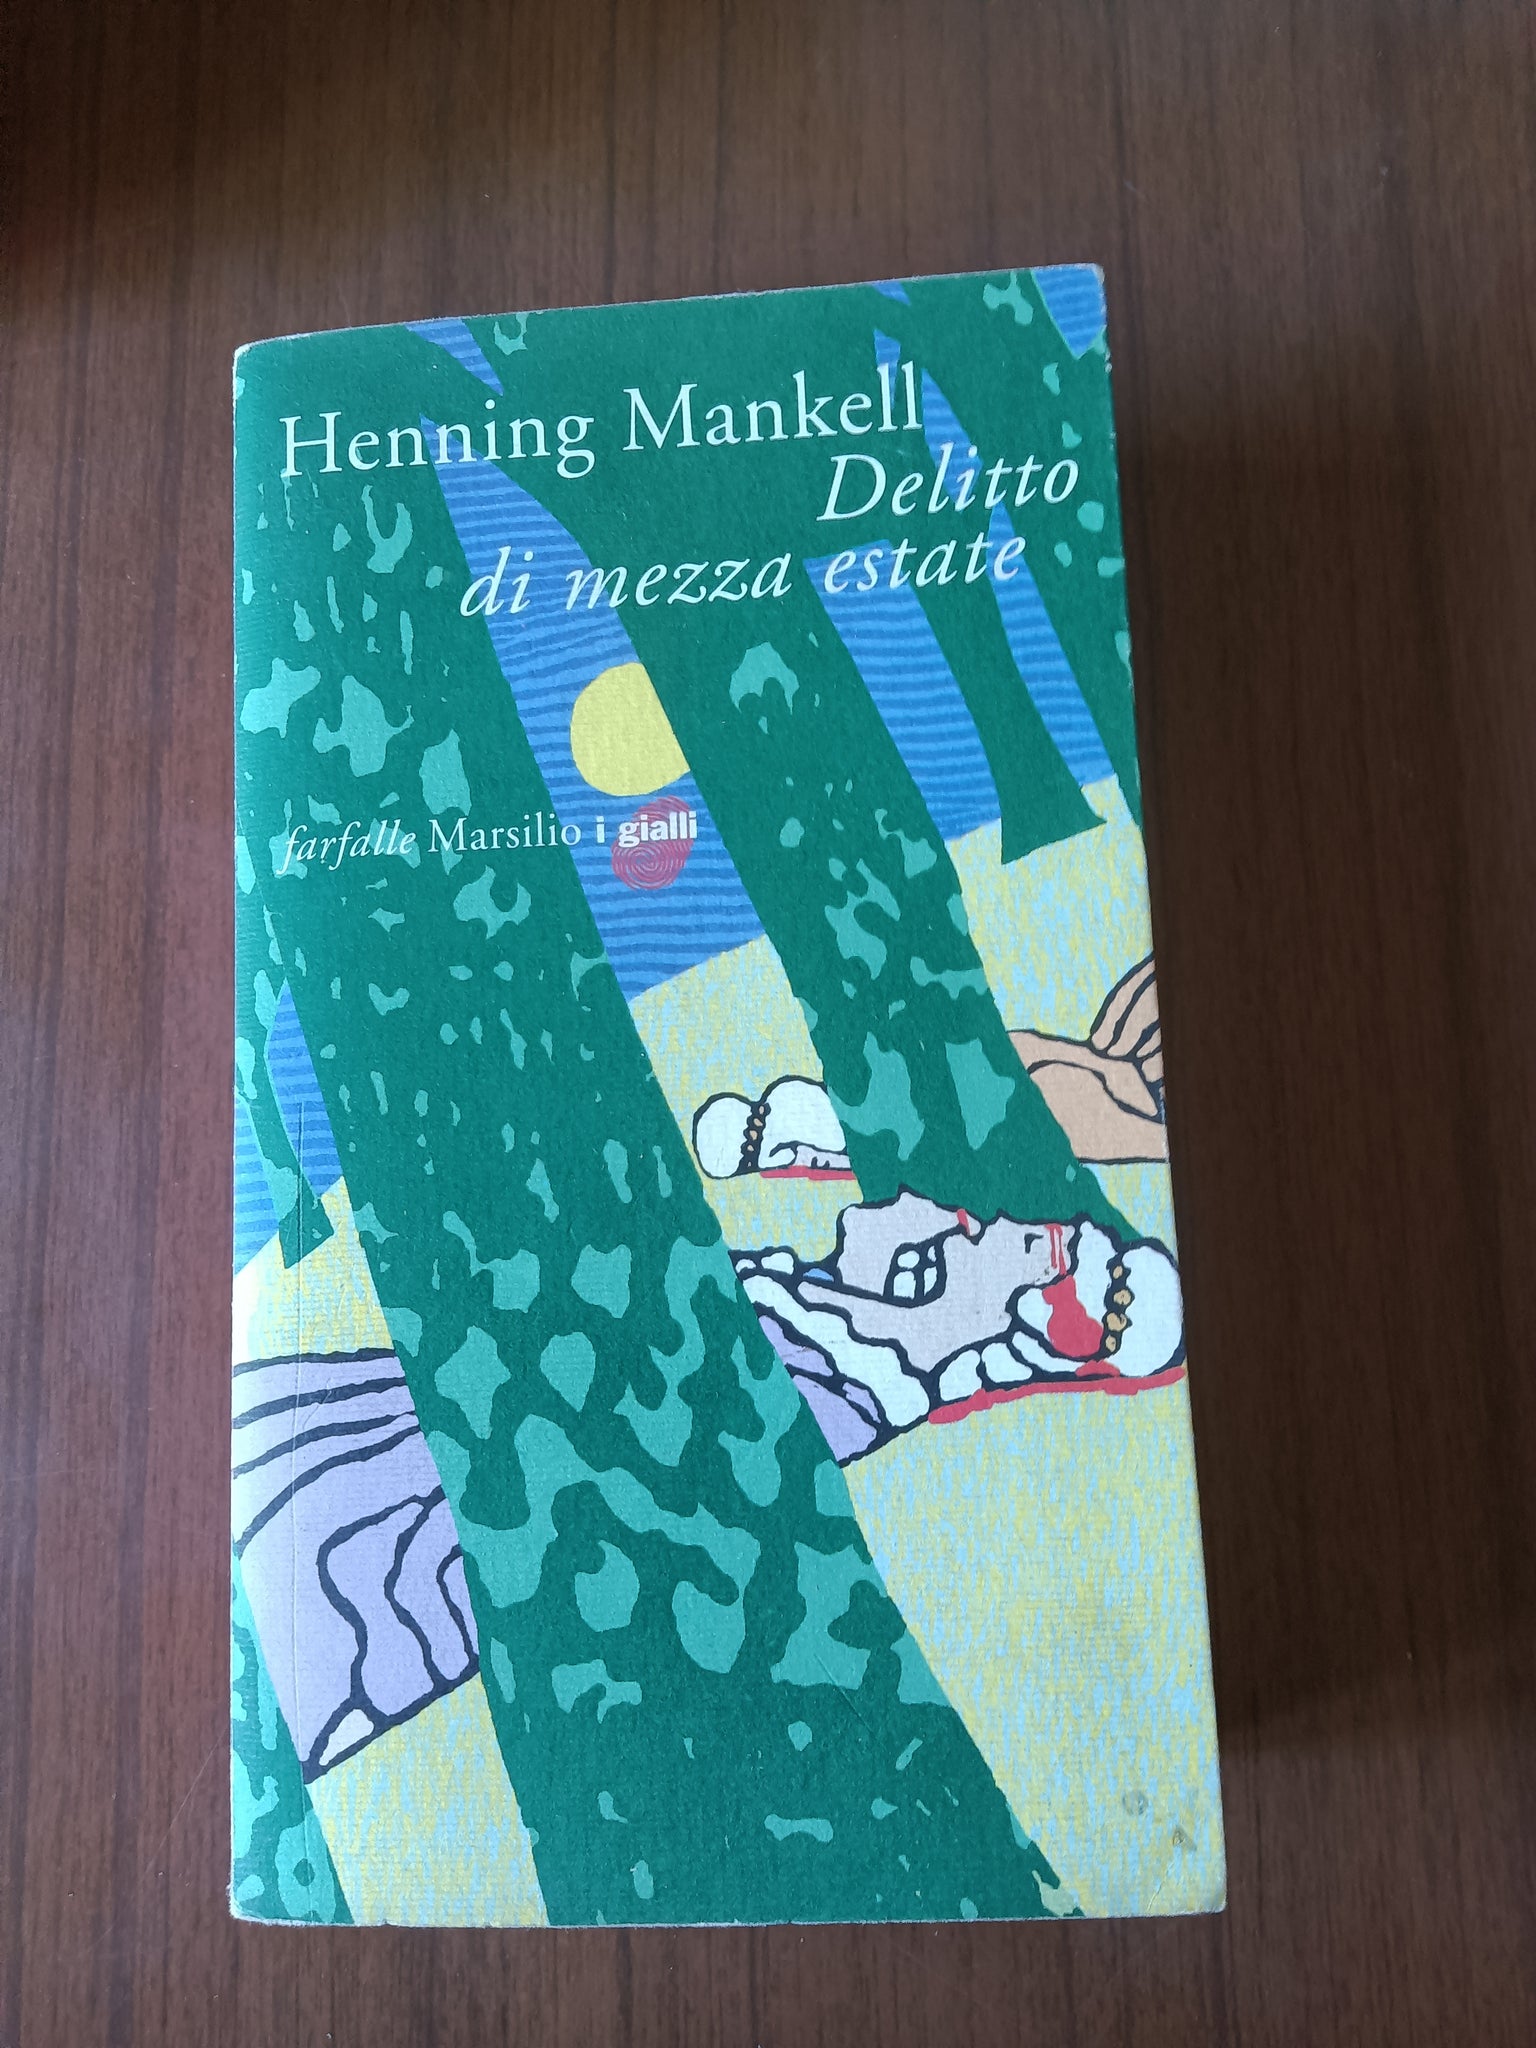 Henning Mankell
Delitto
di mezza estate
farfalle Marsilio i gialli